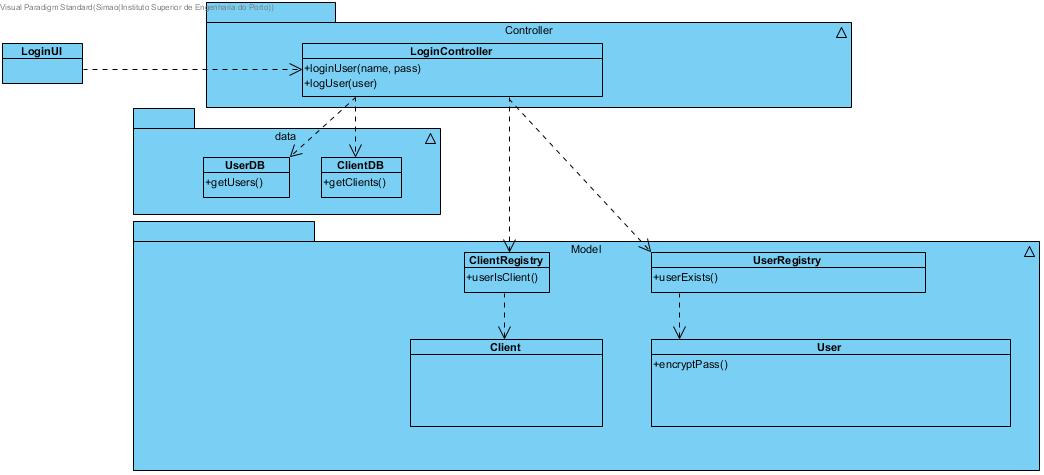 Visual Paradigm Standard(Simao(Instituto Superior de Engenharia do Porto))
Controller
LoginUI
LoginController
+loginUser(name, pass)
+logUser(user)
data
UserDB
+getUsers()
ClientDB
+getClients()
Model
ClientRegistry
+userIsClient()
UserRegistry
+userExists()
Client
User
+encryptPass()